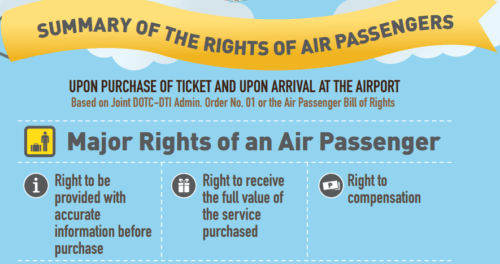 SUMMARY OF THE RIGHTS OF AIR PASSENGERS
UPON PURCHASE OF TICKET AND UPON ARRIVAL AT THE AIRPORT
Based on Joint DOTC-DTI Admin. Order No. 01 or the Air Passenger Bill of Rights
Major Rights of an Air Passenger
Right to be
provided with
accurate
information before
purchase
Right to receive
the full value of
the service
purchased
Right to
compensation